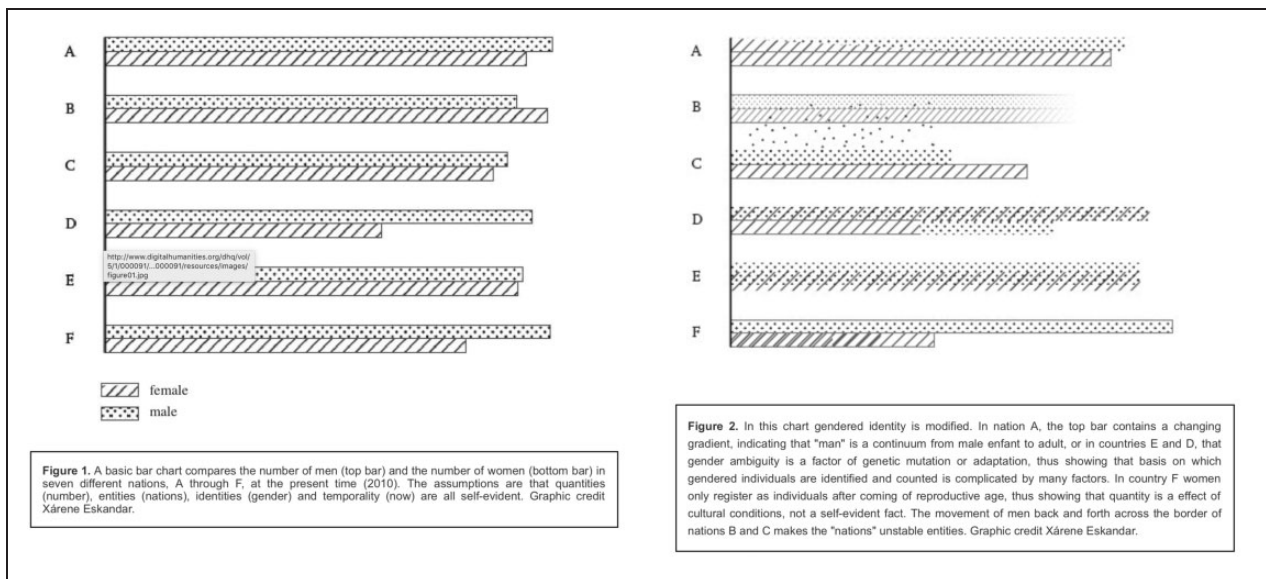 A
B
C
D
http://www.digitalhumanities.org/dhq/vol/
5/1/000091/...000091/resources/images/
figure01.jpg
E
F
female
male
Figure 1. A basic bar chart compares the number of men (top bar) and the number of women (bottom bar) in
seven different nations, A through F, at the present time (2010). The assumptions are that quantities
(number), entities (nations), identities (gender) and temporality (now) are all self-evident. Graphic credit
Xárene Eskandar.
A
B
C
D
E
F
Figure 2. In this chart gendered identity is modified. In nation A, the top bar contains a changing
gradient, indicating that "man" is a continuum from male enfant to adult, or in countries E and D, that
gender ambiguity is a factor of genetic mutation or adaptation, thus showing that basis on which
gendered individuals are identified and counted is complicated by many factors. In country F women
only register as individuals after coming of reproductive age, thus showing that quantity is a effect of
cultural conditions, not a self-evident fact. The movement of men back and forth across the border of
nations B and C makes the "nations" unstable entities. Graphic credit Xárene Eskandar.